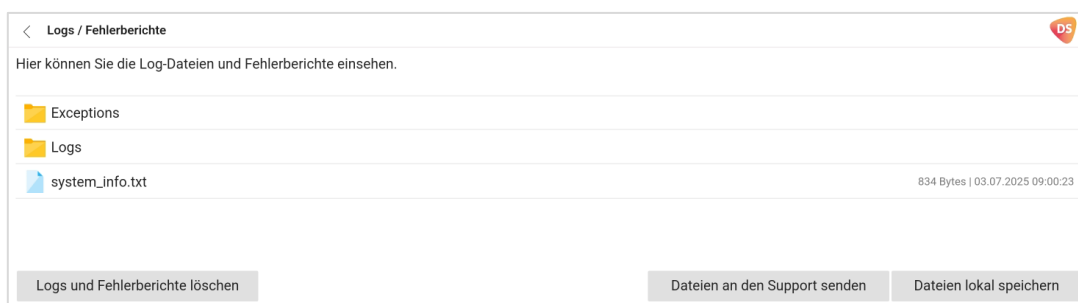 Logs / Fehlerberichte
DS
Hier können Sie die Log-Dateien und Fehlerberichte einsehen.
Exceptions
Logs
system_info.txt 834 Bytes | 03.07.2025 09:00:23
Logs und Fehlerberichte löschen Dateien an den Support senden Dateien lokal speichern